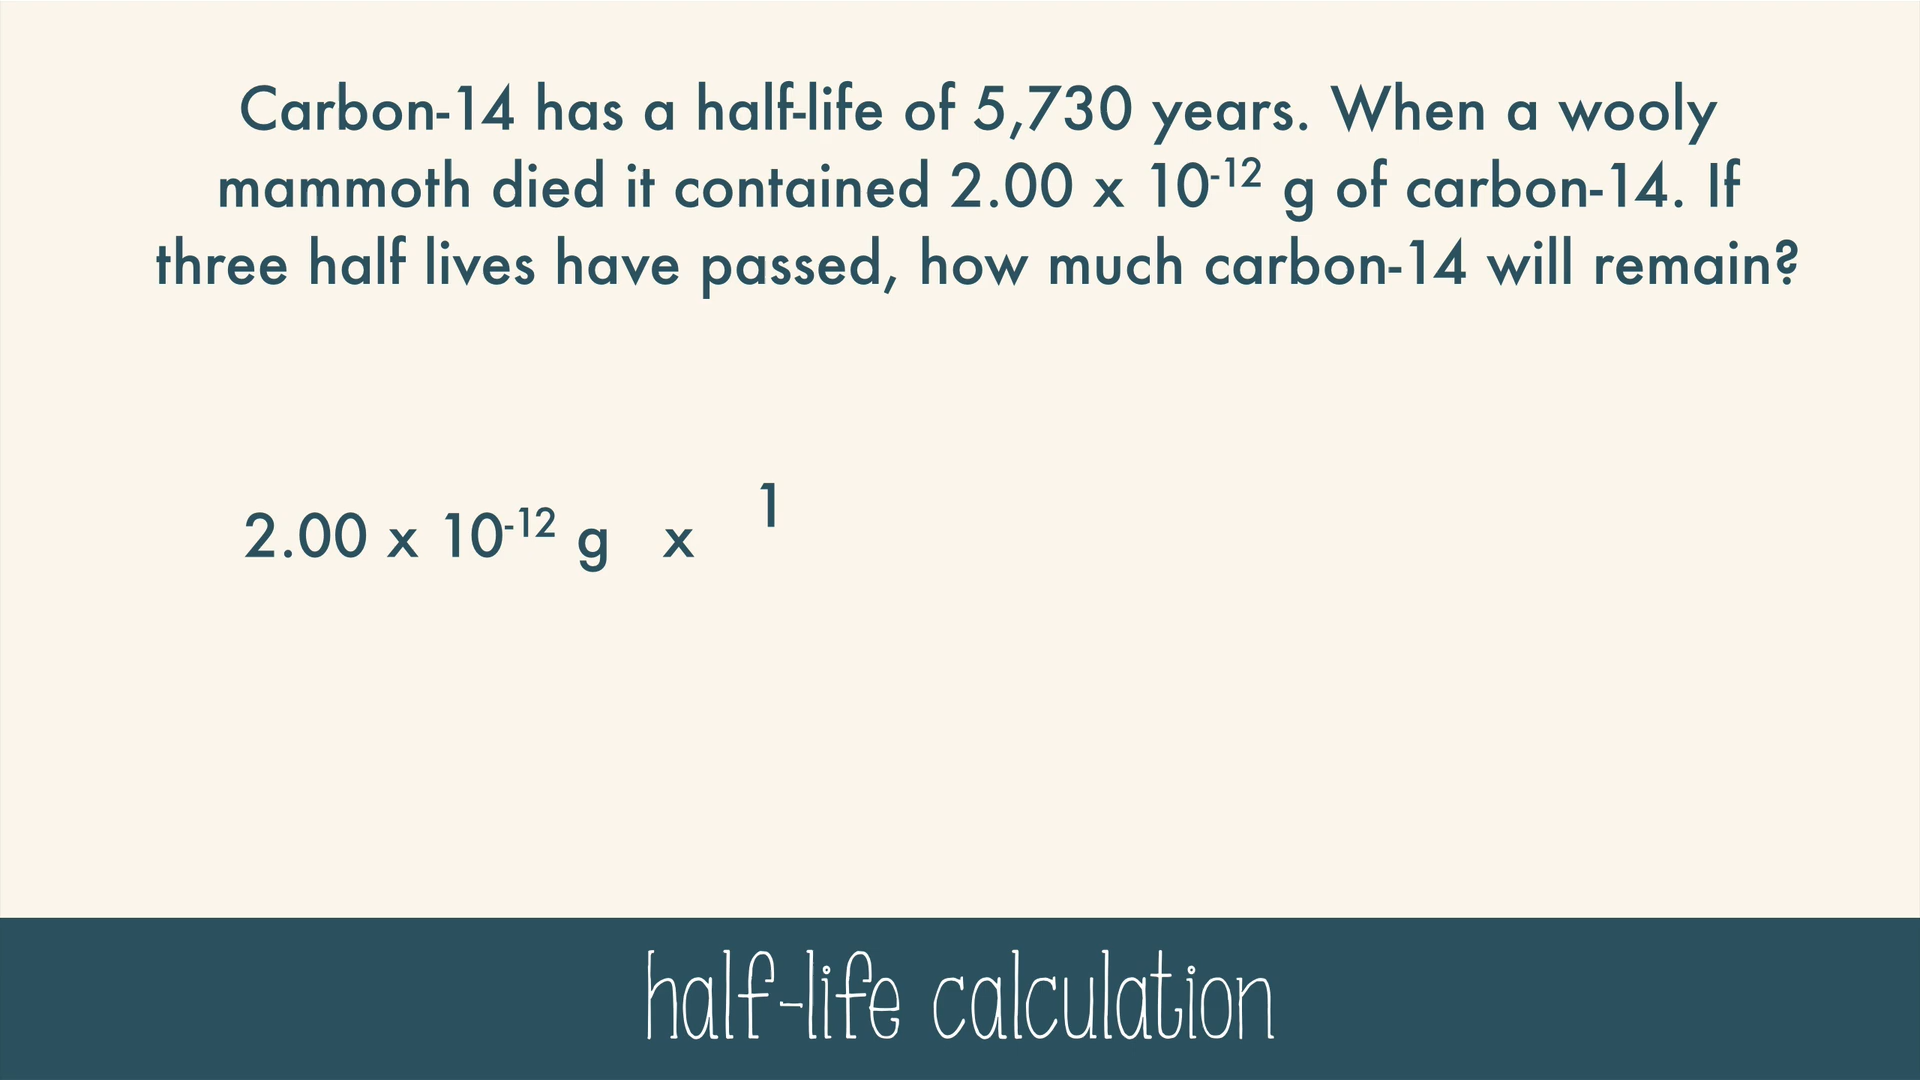 Carbon-14 has a half-life of 5,730 years. When a wooly
mammoth died it contained 2.00 x 10⁻¹² g of carbon-14. If
three half lives have passed, how much carbon-14 will remain?
2.00 x 10⁻¹² g x 1
half-life calculation